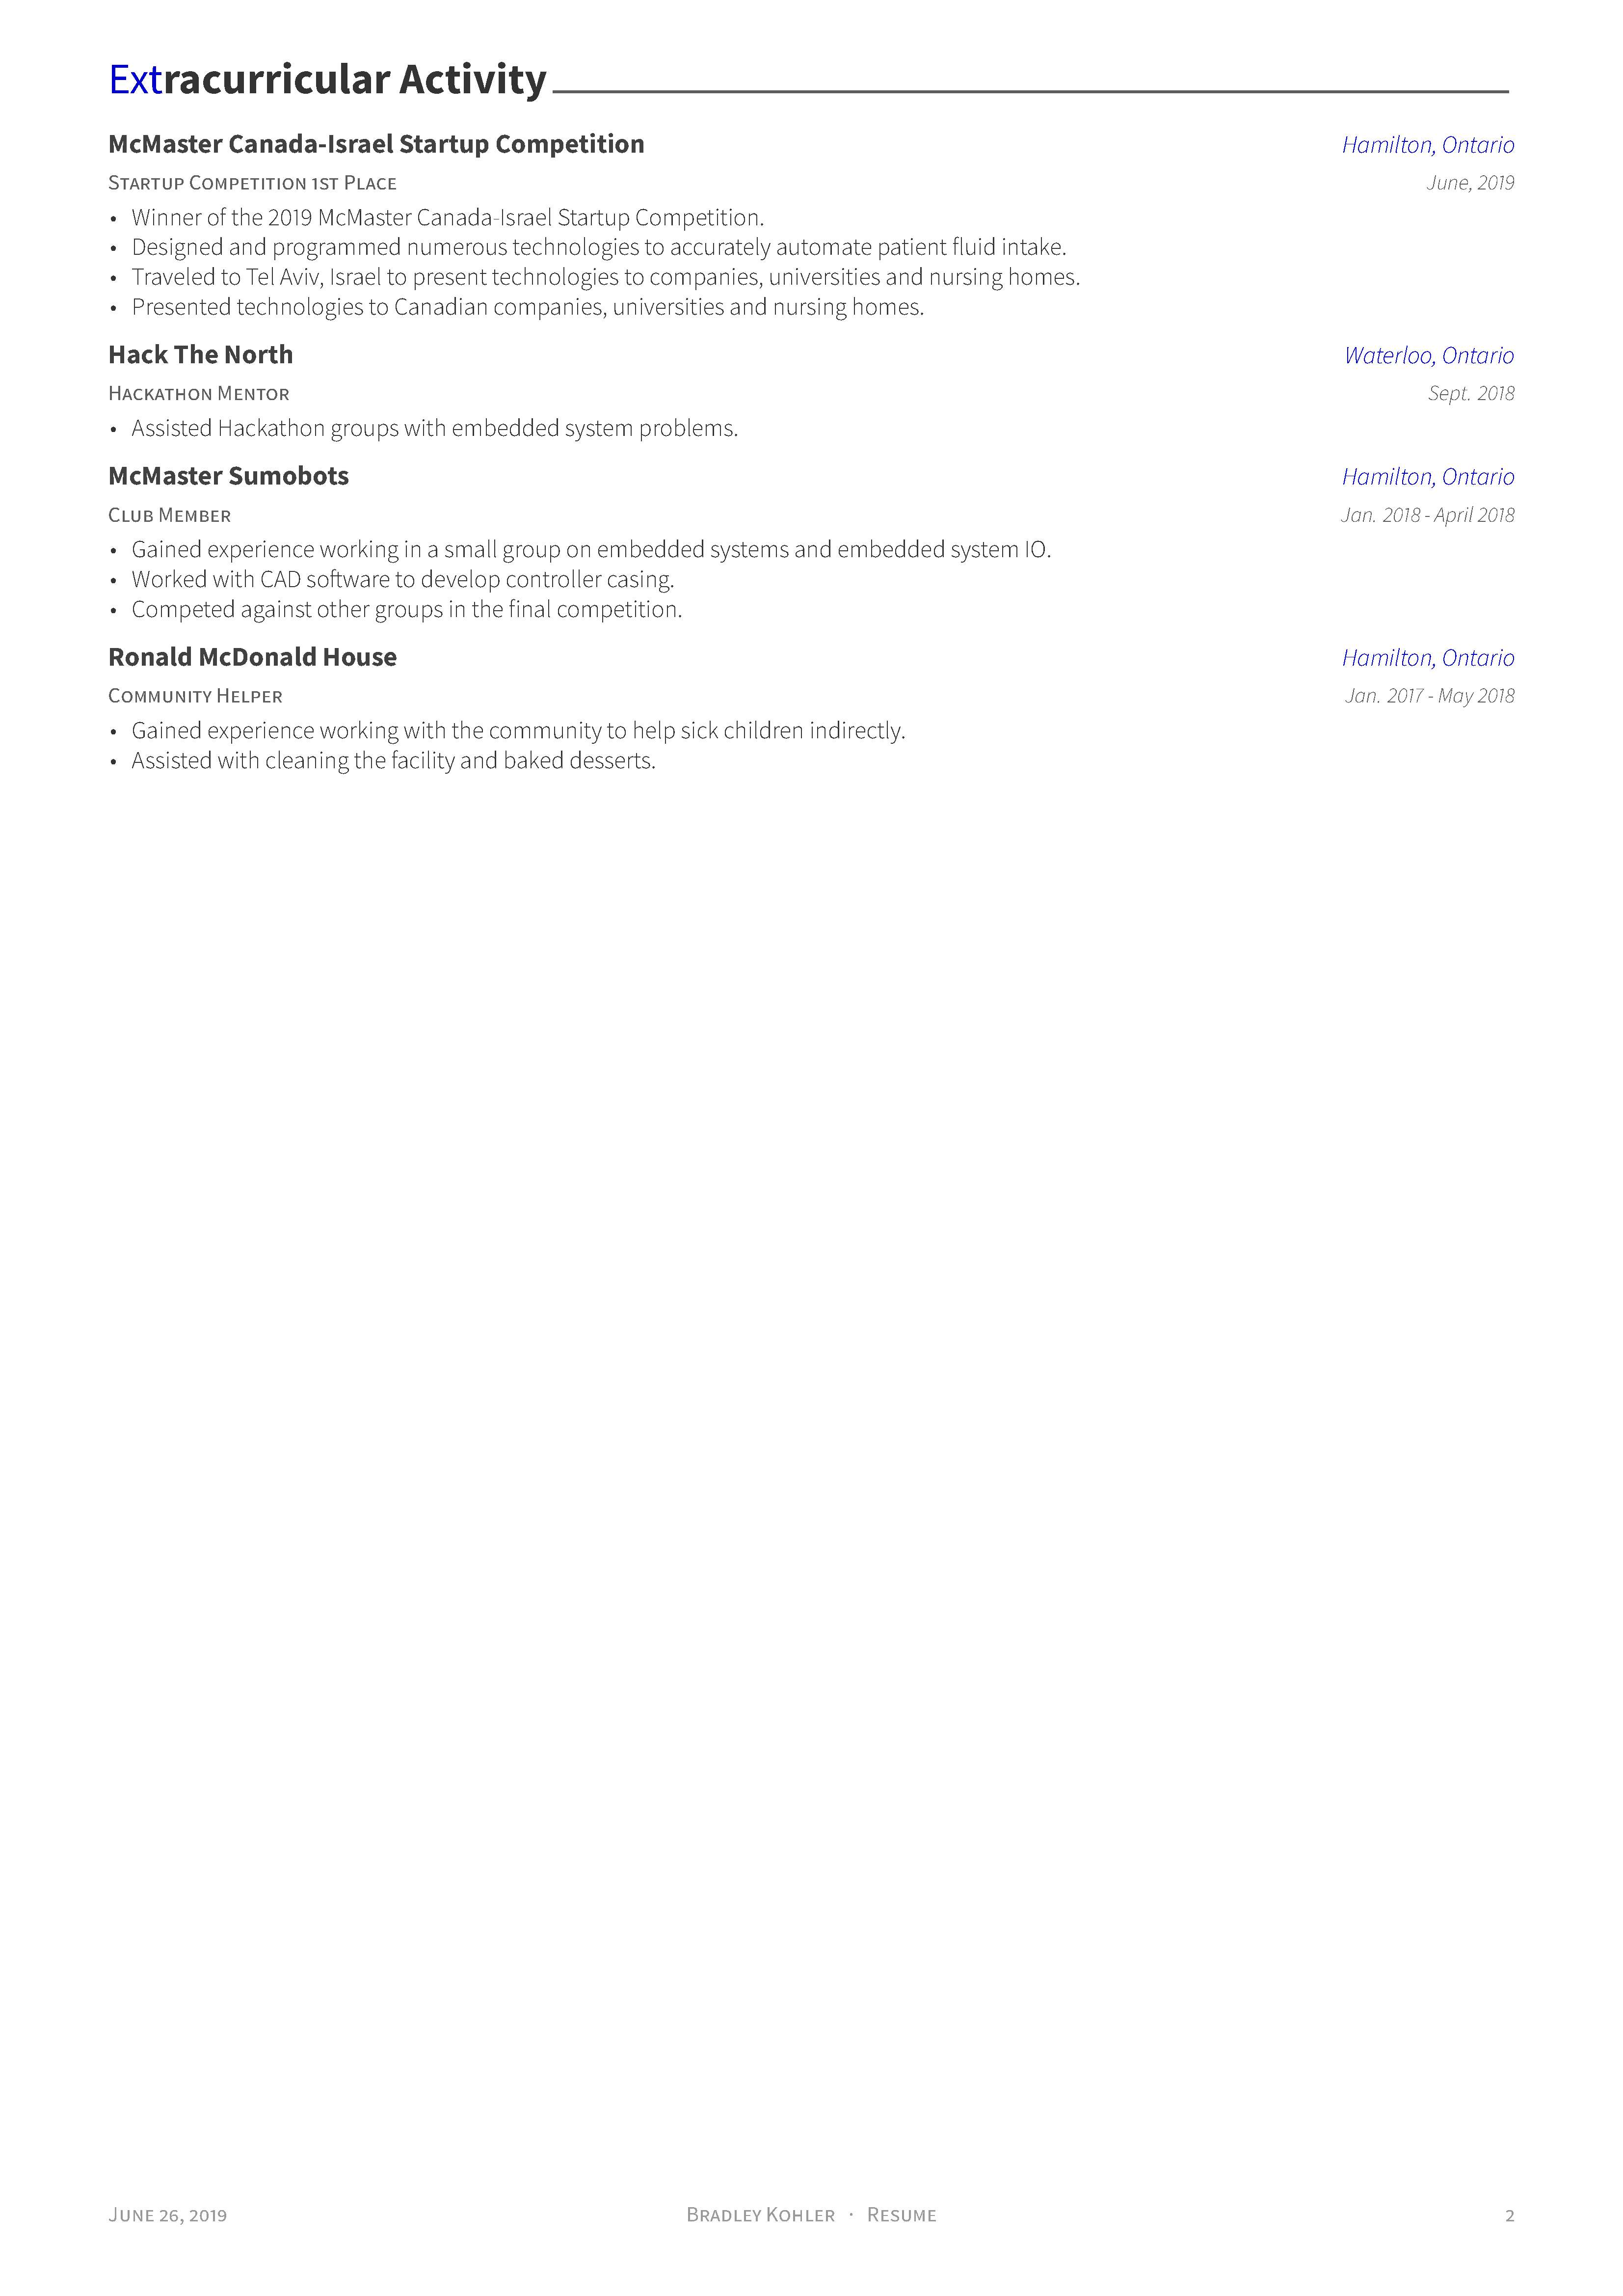 Extracurricular Activity
McMaster Canada-Israel Startup Competition Hamilton, Ontario
Startup Competition 1st Place June, 2019
• Winner of the 2019 McMaster Canada-Israel Startup Competition.
• Designed and programmed numerous technologies to accurately automate patient fluid intake.
• Traveled to Tel Aviv, Israel to present technologies to companies, universities and nursing homes.
• Presented technologies to Canadian companies, universities and nursing homes.
Hack The North Waterloo, Ontario
Hackathon Mentor Sept. 2018
• Assisted Hackathon groups with embedded system problems.
McMaster Sumobots Hamilton, Ontario
Club Member Jan. 2018 - April 2018
• Gained experience working in a small group on embedded systems and embedded system IO.
• Worked with CAD software to develop controller casing.
• Competed against other groups in the final competition.
Ronald McDonald House Hamilton, Ontario
Community Helper Jan. 2017 - May 2018
• Gained experience working with the community to help sick children indirectly.
• Assisted with cleaning the facility and baked desserts.
June 26, 2019 Bradley Kohler · Resume 2